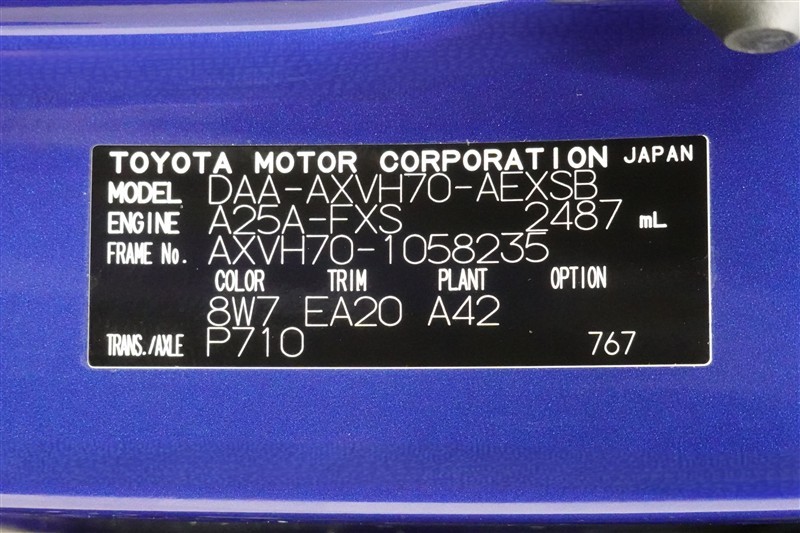 TOYOTA MOTOR CORPORATION JAPAN
MODEL DAA-AXVH70-AEXSB
ENGINE A25A-FXS 2487 mL
FRAME No. AXVH70-1058235
COLOR TRIM PLANT OPTION
8W7 EA20 A42
TRANS./AXLE P710 767